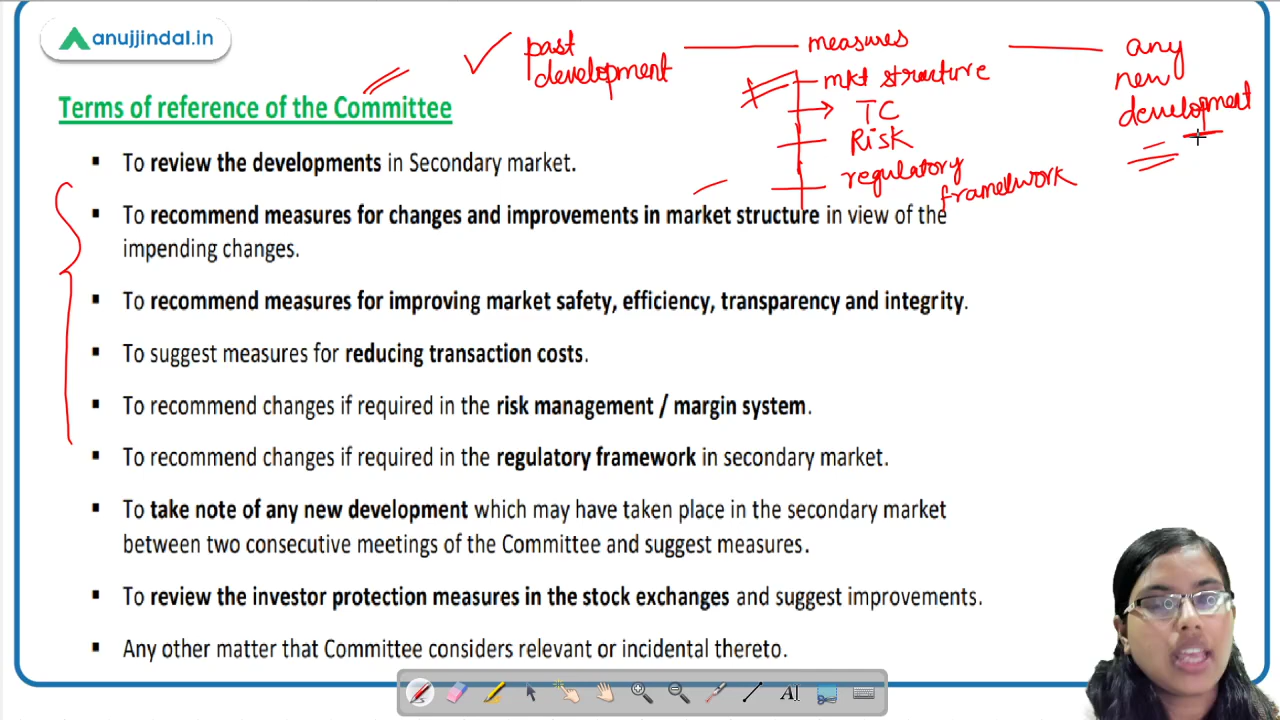 anujjindal.in
past ——— measures ——— any
development
mkt structure
new
TC
development
Risk
regulatory
framework
Terms of reference of the Committee
▪ To review the developments in Secondary market.
▪ To recommend measures for changes and improvements in market structure in view of the
impending changes.
▪ To recommend measures for improving market safety, efficiency, transparency and integrity.
▪ To suggest measures for reducing transaction costs.
▪ To recommend changes if required in the risk management / margin system.
▪ To recommend changes if required in the regulatory framework in secondary market.
▪ To take note of any new development which may have taken place in the secondary market
between two consecutive meetings of the Committee and suggest measures.
▪ To review the investor protection measures in the stock exchanges and suggest improvements.
▪ Any other matter that Committee considers relevant or incidental thereto.